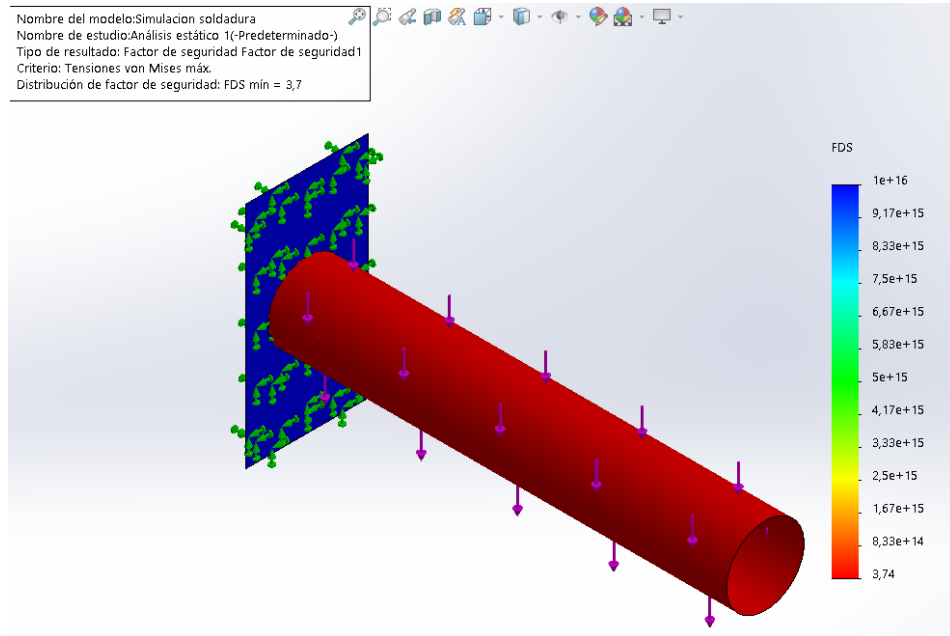 Nombre del modelo:Simulacion soldadura
Nombre de estudio:Análisis estático 1(-Predeterminado-)
Tipo de resultado: Factor de seguridad Factor de seguridad1
Criterio: Tensiones von Mises máx.
Distribución de factor de seguridad: FDS mín = 3,7
FDS
1e+16
9,17e+15
8,33e+15
7,5e+15
6,67e+15
5,83e+15
5e+15
4,17e+15
3,33e+15
2,5e+15
1,67e+15
8,33e+14
3,74